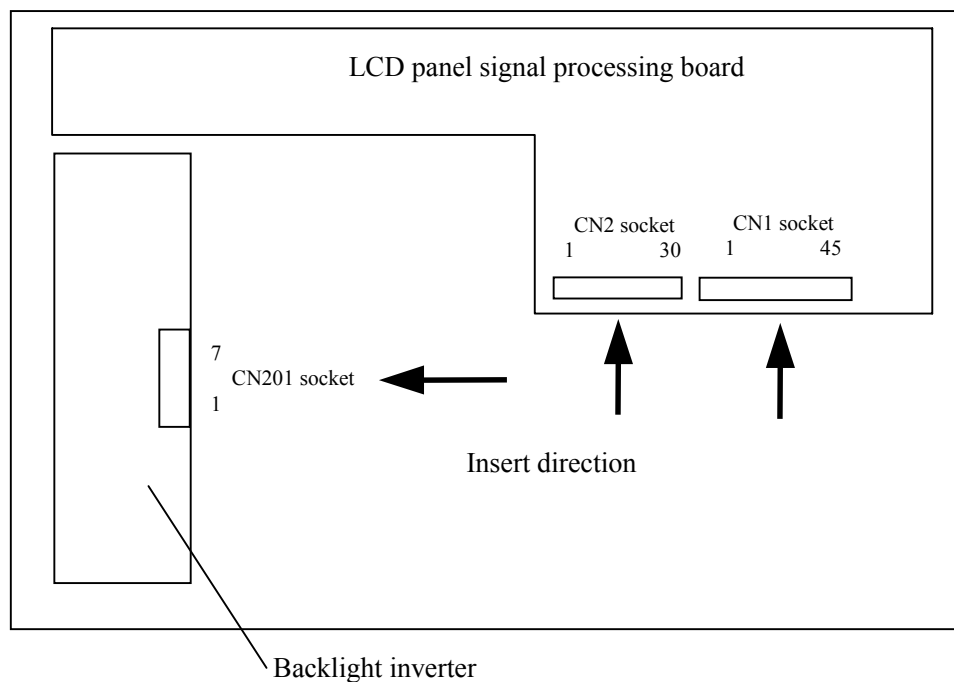 LCD panel signal processing board
CN2 socket
CN1 socket
1 30
1 45
7
CN201 socket
1
Insert direction
Backlight inverter